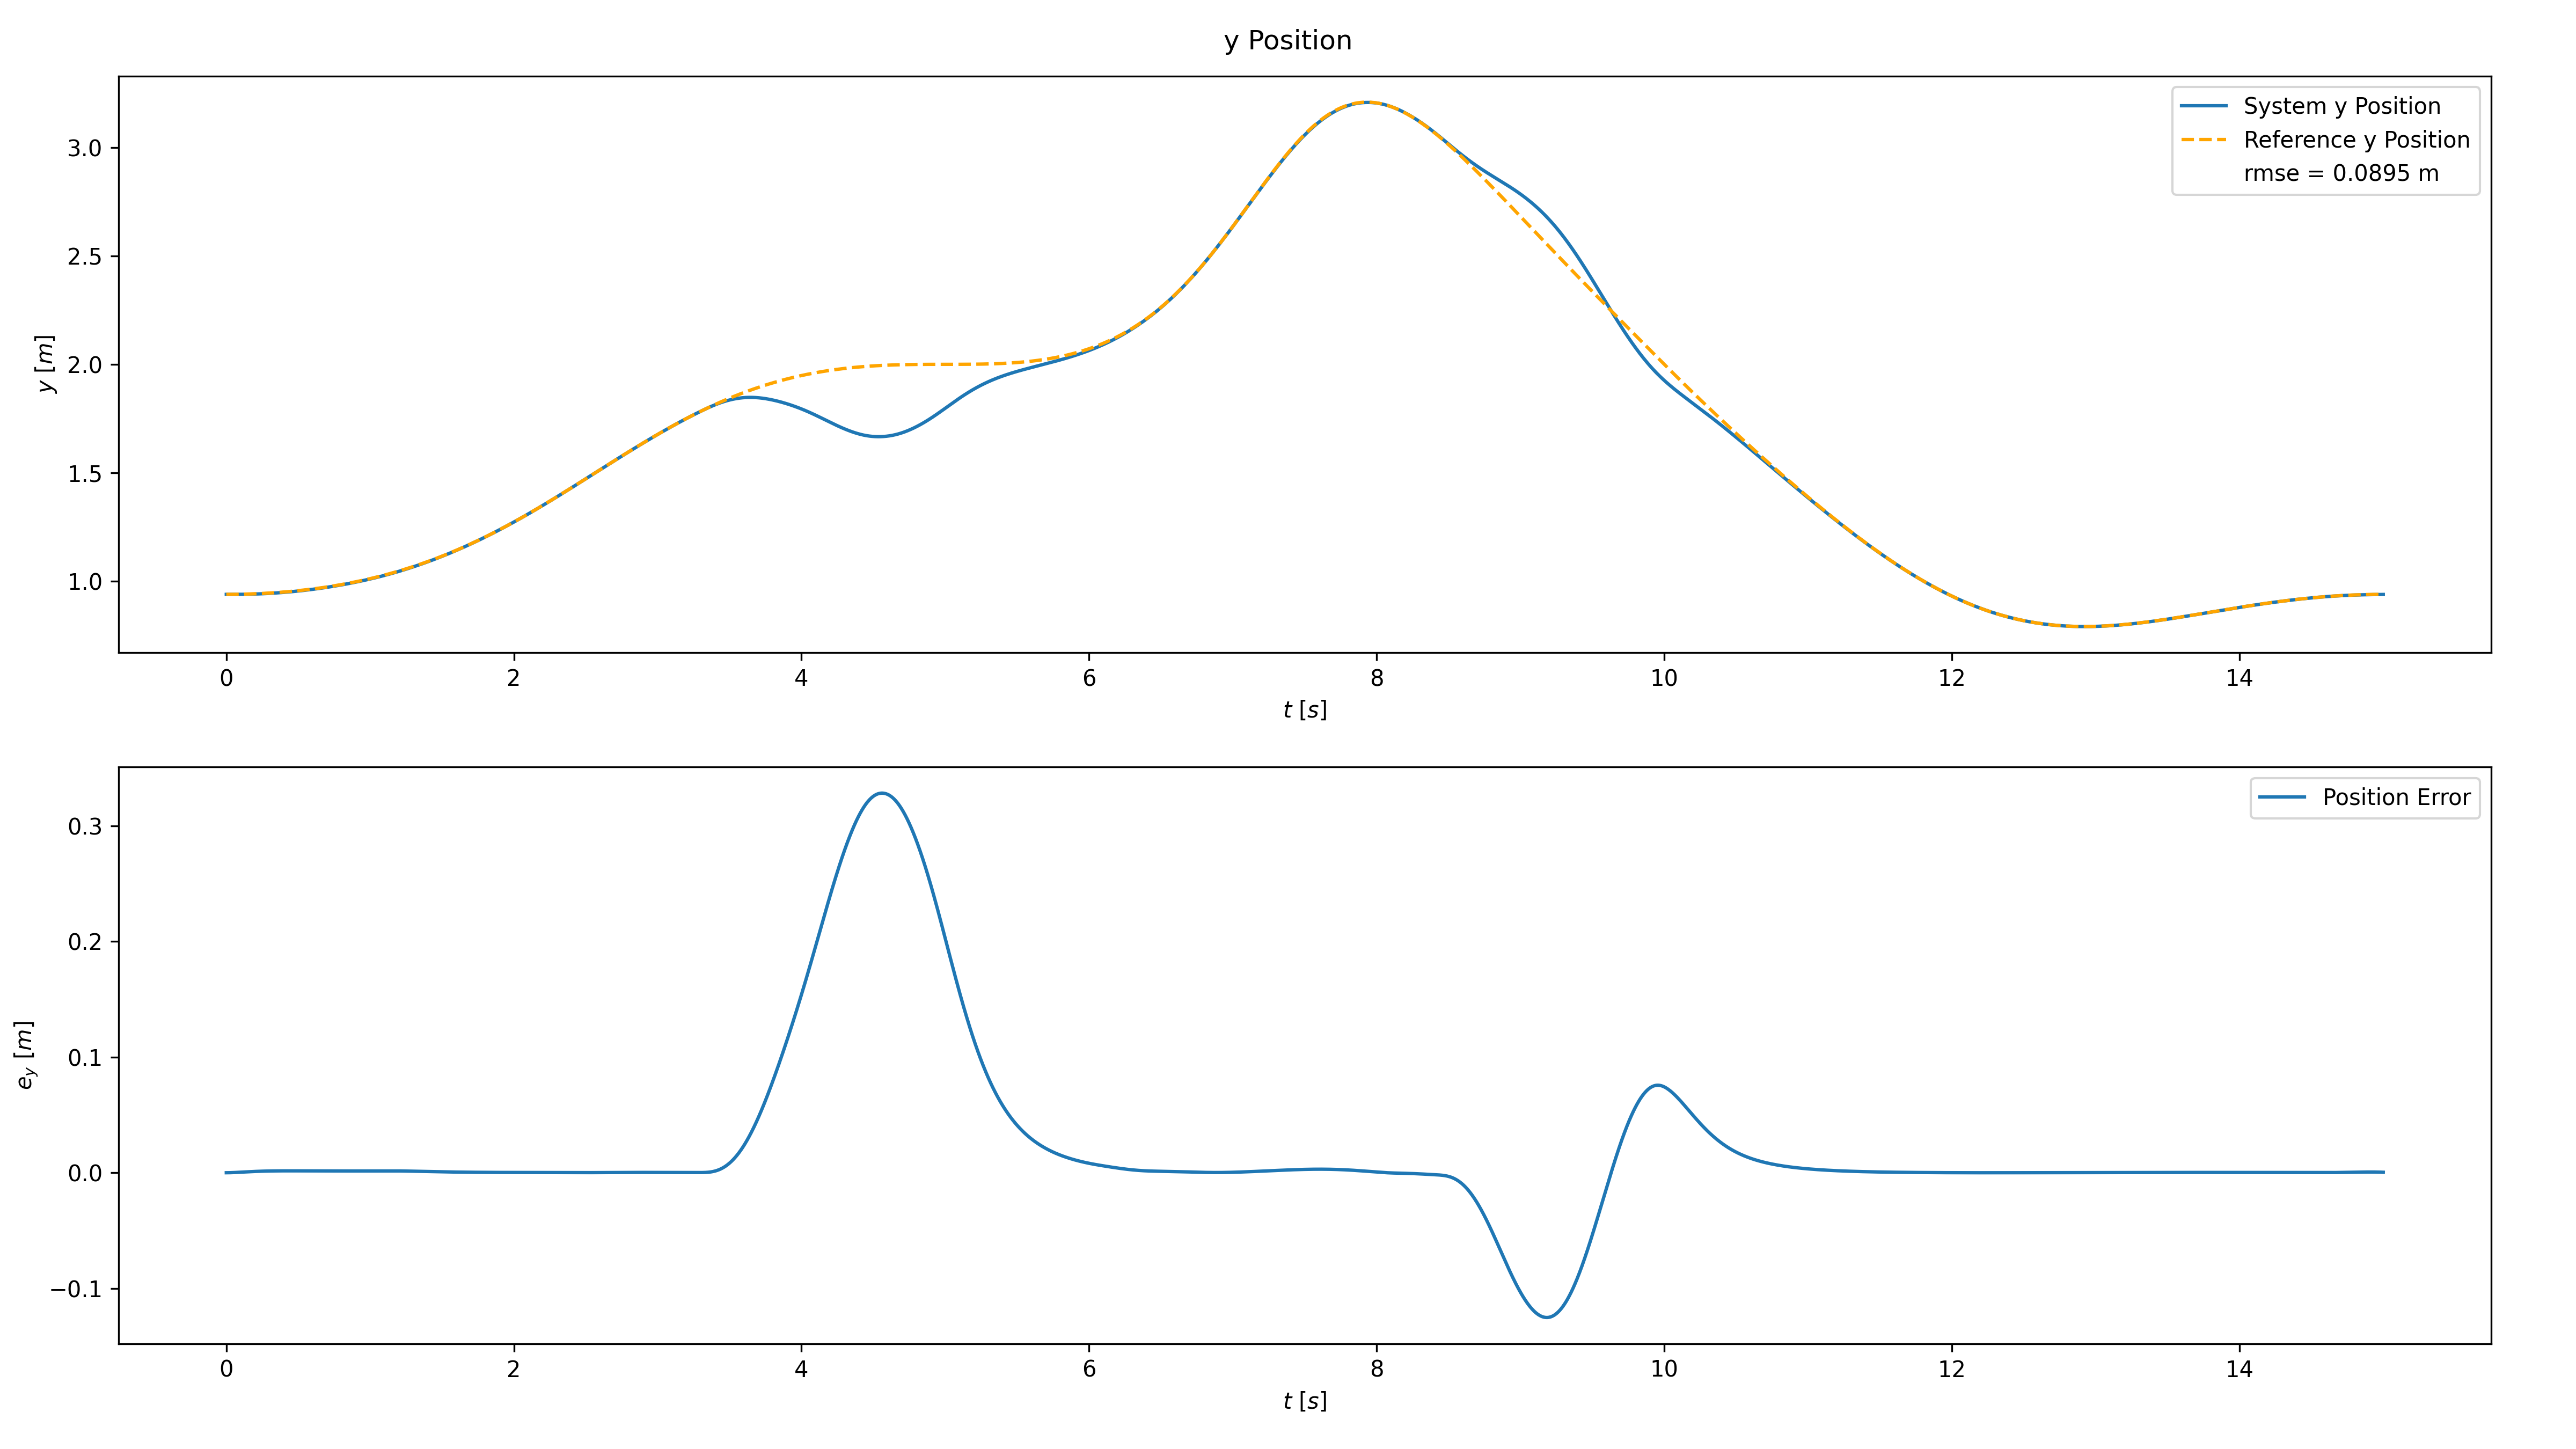 y Position
System y Position
Reference y Position
rmse = 0.0895 m
y [m]
3.0
2.5
2.0
1.5
1.0
0 2 4 6 8 10 12 14
t [s]
Position Error
e_y [m]
0.3
0.2
0.1
0.0
−0.1
0 2 4 6 8 10 12 14
t [s]